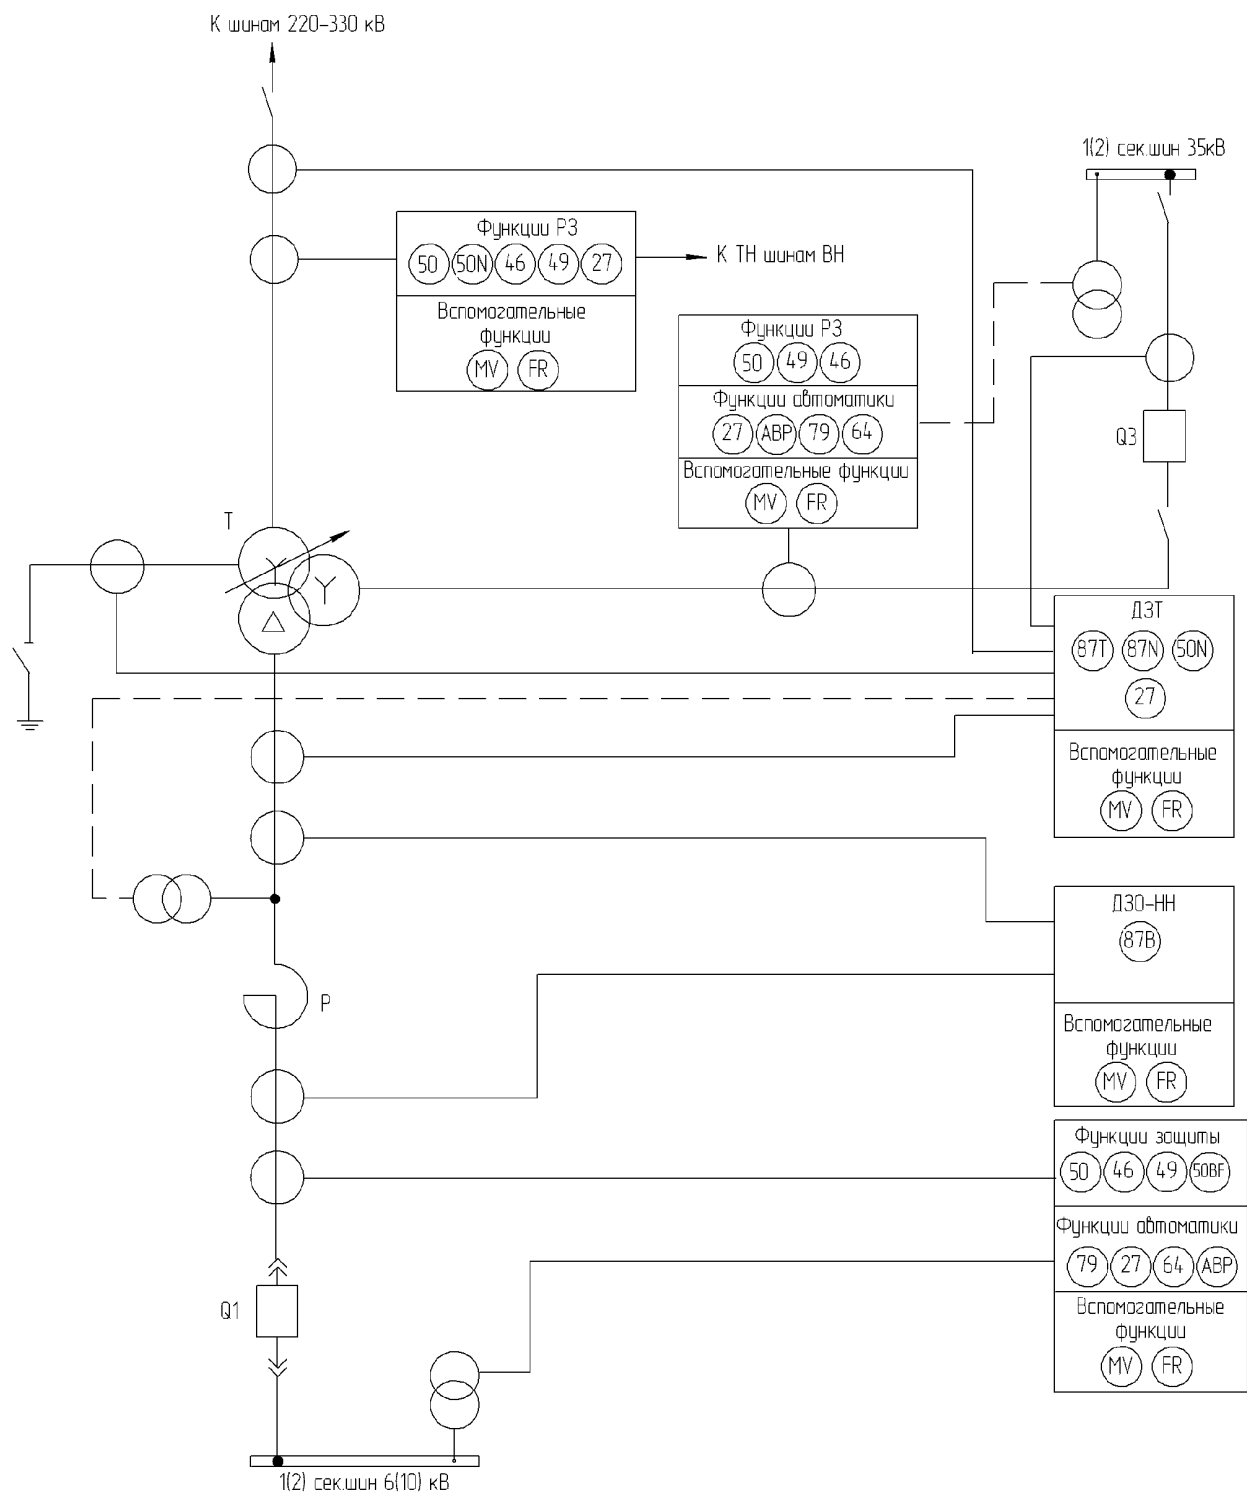 К шинам 220-330 кВ
1(2) сек.шин 35кВ
Функции РЗ
50 50N 46 49 27
К ТН шинам ВН
Вспомогательные
функции
MV FR
Функции РЗ
50 49 46
Функции автоматики
27 АВР 79 64
Вспомогательные функции
MV FR
Q3
Т
ДЗТ
87T 87N 50N
27
Вспомогательные
функции
MV FR
ДЗО-НН
87B
Р
Вспомогательные
функции
MV FR
Функции защиты
50 46 49 50BF
Функции автоматики
79 27 64 АВР
Q1
Вспомогательные
функции
MV FR
1(2) сек.шин 6(10) кВ